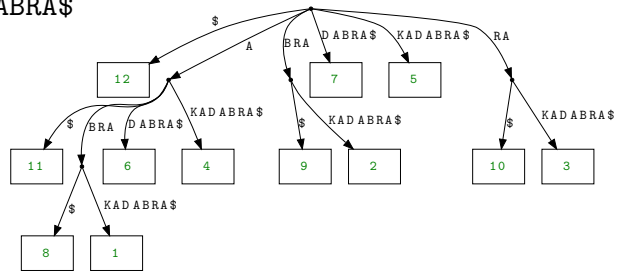 ABRA$
$ A BRA DABRA$ KADABRA$ RA
12 7 5
$ BRA DABRA$ KADABRA$ $ KADABRA$ $ KADABRA$
11 6 4 9 2 10 3
$ KADABRA$
8 1